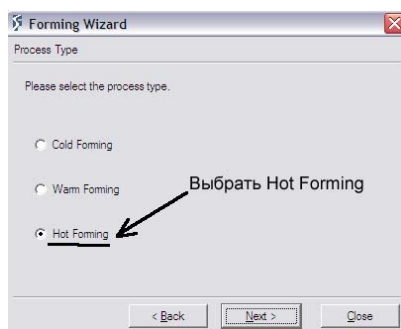 Forming Wizard
Process Type
Please select the process type.
Cold Forming
Warm Forming
Выбрать Hot Forming
Hot Forming
< Back
Next >
Close